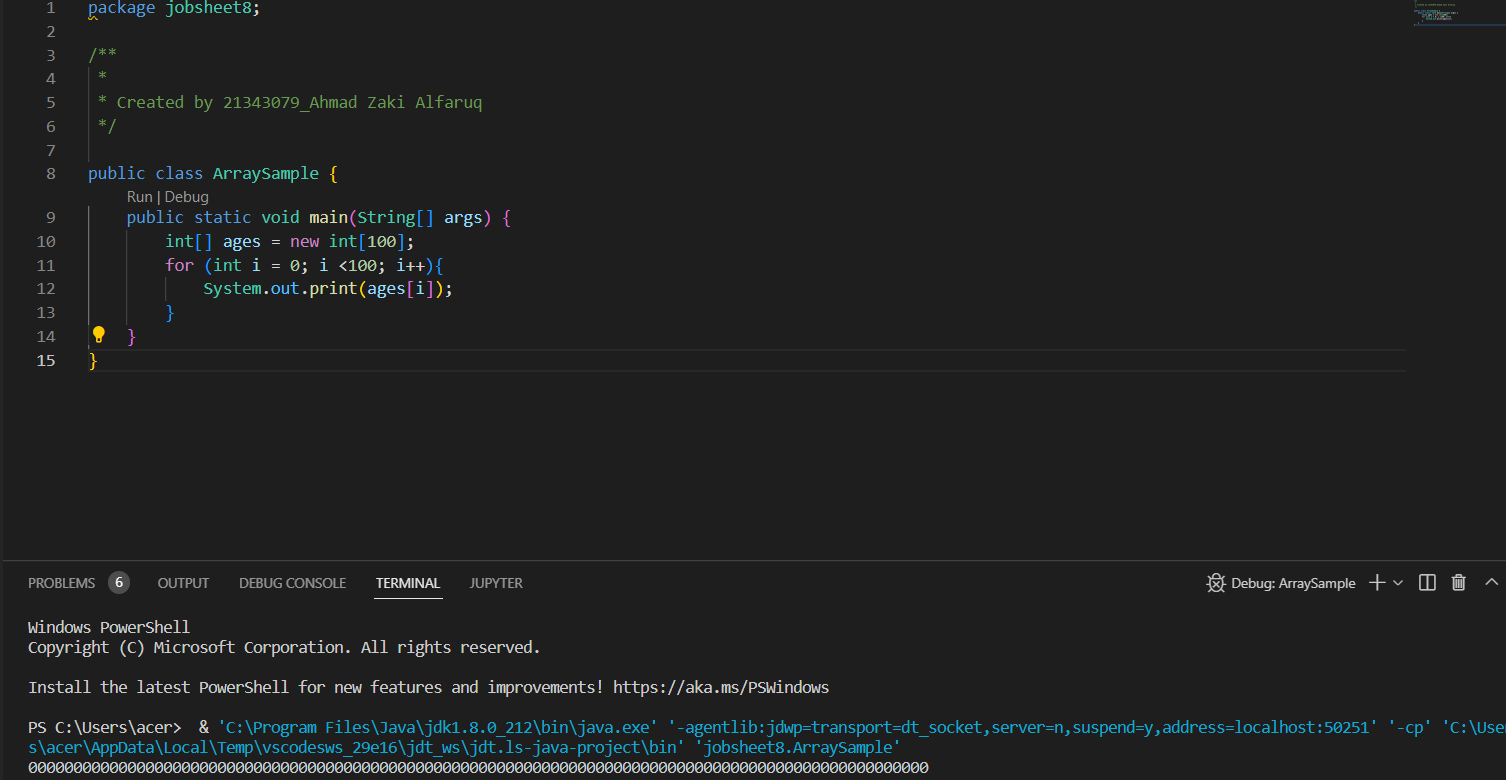 1 package jobsheet8;
2
3 /**
4 *
5 * Created by 21343079_Ahmad Zaki Alfaruq
6 */
7
8 public class ArraySample {
Run | Debug
9 public static void main(String[] args) {
10 int[] ages = new int[100];
11 for (int i = 0; i <100; i++){
12 System.out.print(ages[i]);
13 }
14 }
15 }
PROBLEMS 6 OUTPUT DEBUG CONSOLE TERMINAL JUPYTER Debug: ArraySample
Windows PowerShell
Copyright (C) Microsoft Corporation. All rights reserved.
Install the latest PowerShell for new features and improvements! https://aka.ms/PSWindows
PS C:\Users\acer>  & 'C:\Program Files\Java\jdk1.8.0_212\bin\java.exe' '-agentlib:jdwp=transport=dt_socket,server=n,suspend=y,address=localhost:50251' '-cp' 'C:\User
s\acer\AppData\Local\Temp\vscodesws_29e16\jdt_ws\jdt.ls-java-project\bin' 'jobsheet8.ArraySample'
0000000000000000000000000000000000000000000000000000000000000000000000000000000000000000000000000000